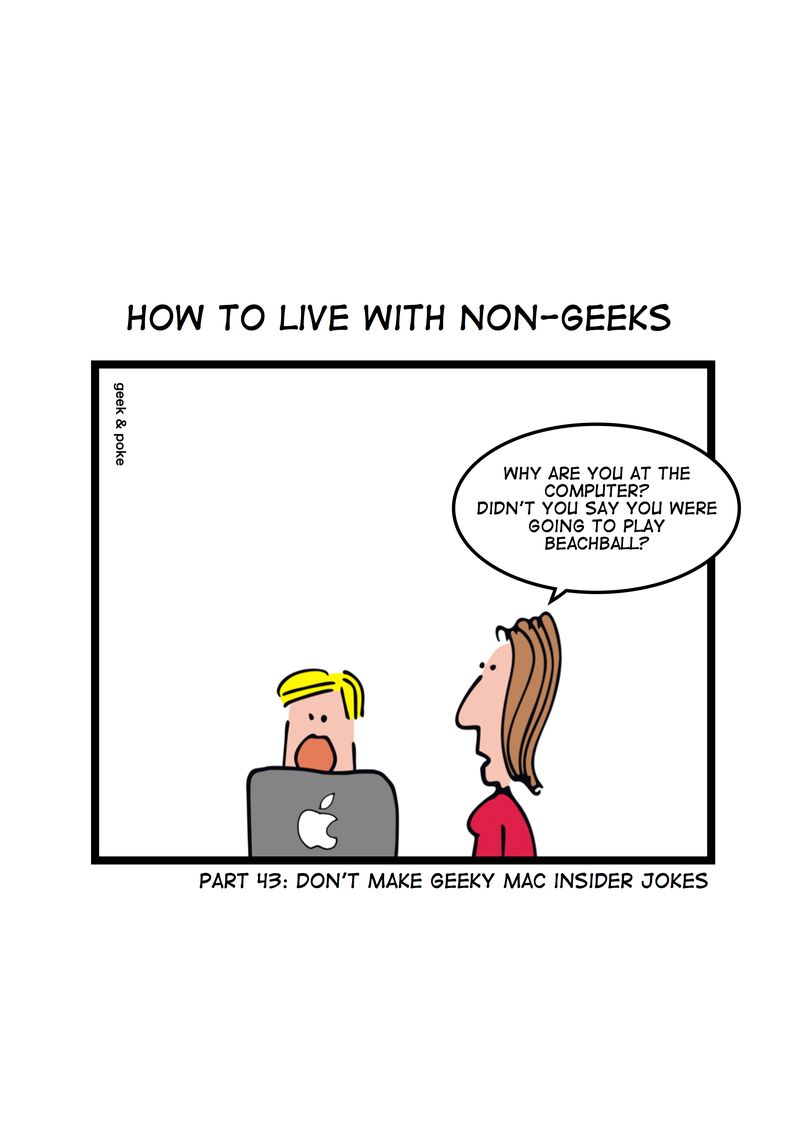 HOW TO LIVE WITH NON-GEEKS
geek & poke
WHY ARE YOU AT THE
COMPUTER?
DIDN'T YOU SAY YOU WERE
GOING TO PLAY
BEACHBALL?
PART 43: DON'T MAKE GEEKY MAC INSIDER JOKES